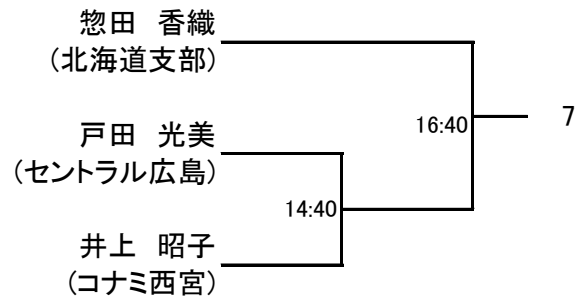 惣田　香織
(北海道支部)
16:40
7
戸田　光美
(セントラル広島)
14:40
井上　昭子
(コナミ西宮)